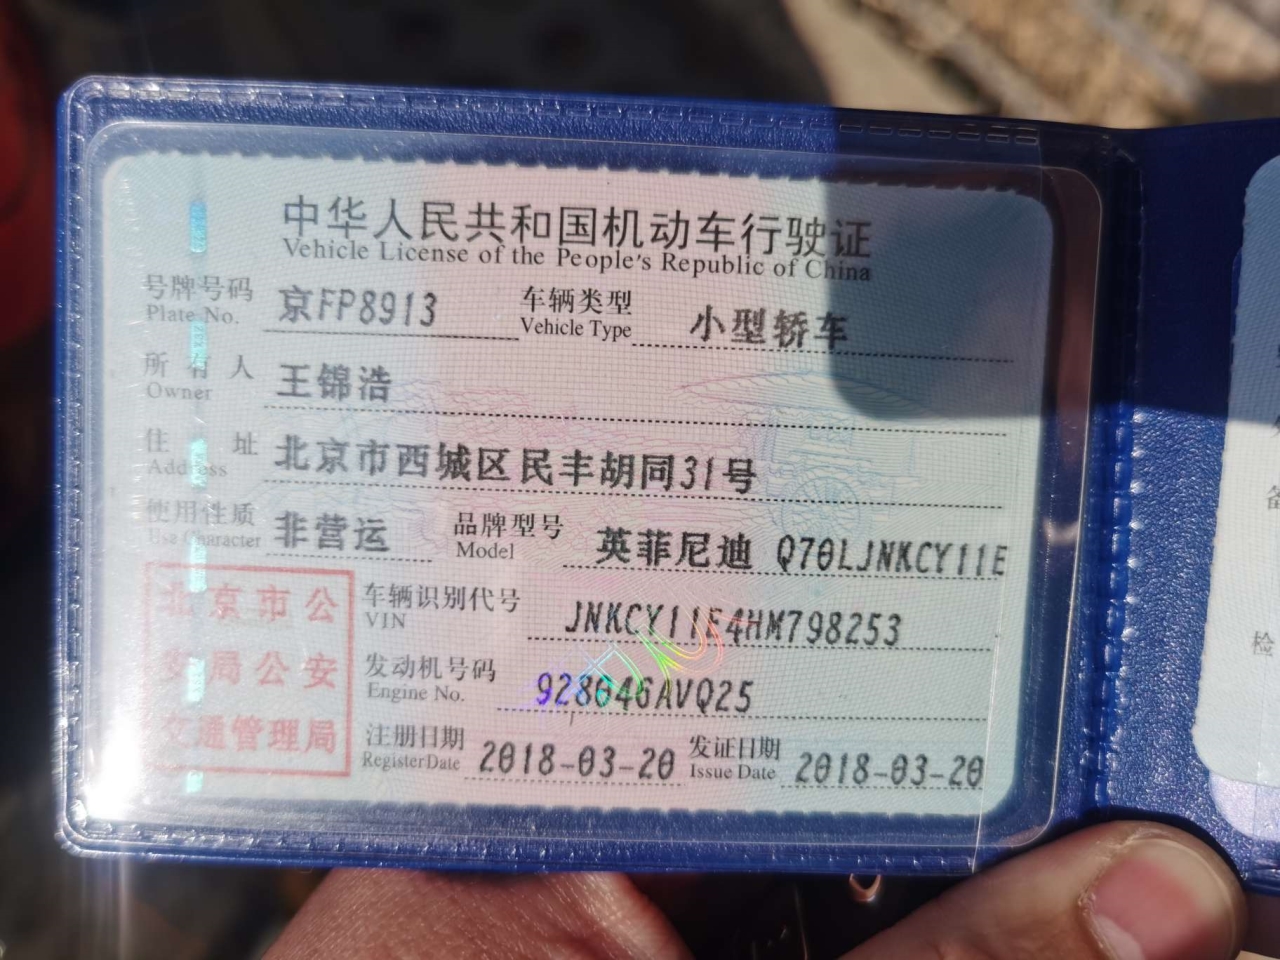 中华人民共和国机动车行驶证
Vehicle License of the People's Republic of China
号牌号码 京FP8913 车辆类型 小型轿车
Plate No. Vehicle Type
所有人 王锦浩
Owner
住址 北京市西城区民丰胡同31号
Address
使用性质 非营运 品牌型号 英菲尼迪 Q70LJNKCY11E
Use Character Model
北京市公安局公安交通管理局
车辆识别代号 JNKCY11E4HM798253
VIN
发动机号码 928046AVQ25
Engine No.
注册日期 2018-03-20 发证日期 2018-03-20
Register Date Issue Date
检